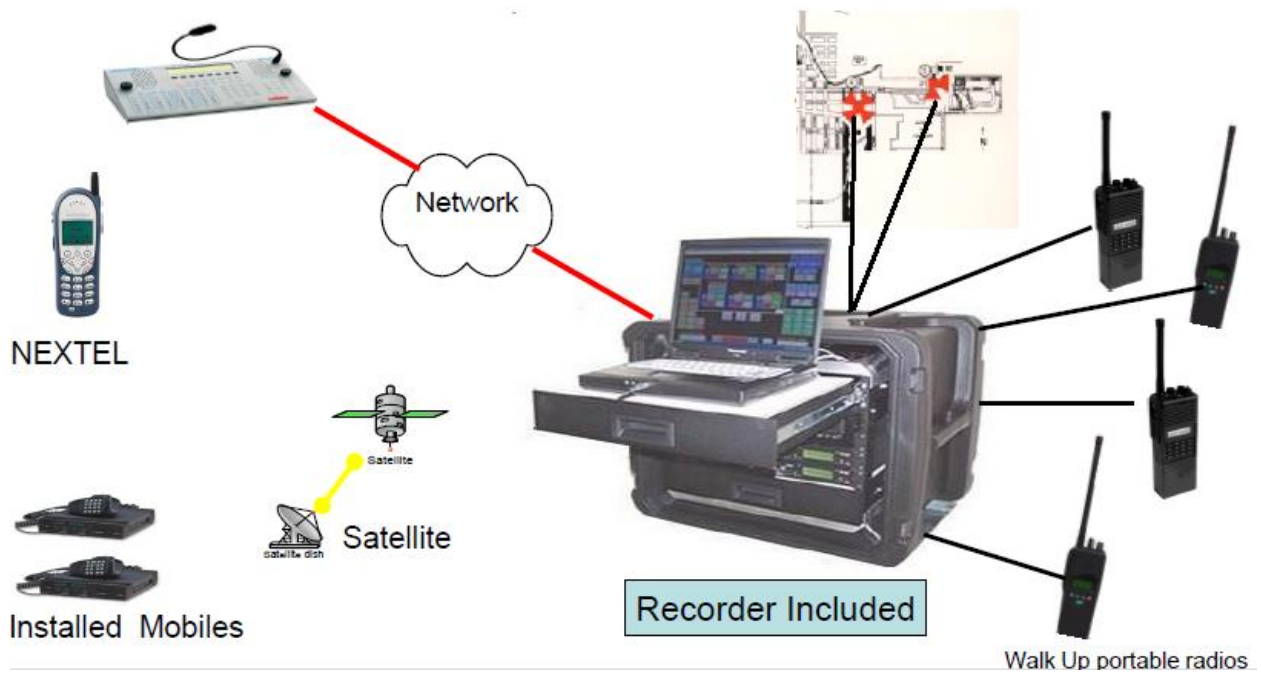 Network
NEXTEL
N
Satellite
Satellite dish
Satellite
Installed Mobiles
Recorder Included
Walk Up portable radios